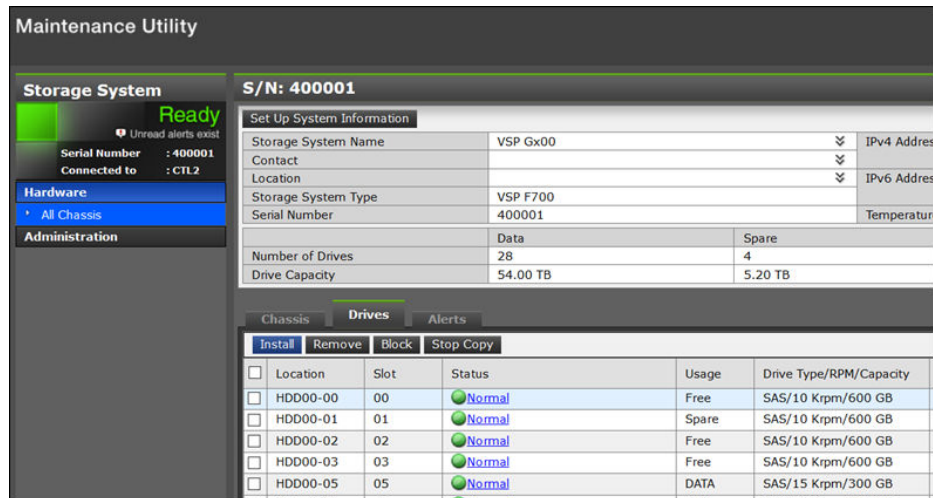 Maintenance Utility
Storage System
Ready
Unread alerts exist
Serial Number : 400001
Connected to : CTL2
Hardware
All Chassis
Administration
S/N: 400001
Set Up System Information
Storage System Name VSP Gx00 IPv4 Addres
Contact
Location IPv6 Addres
Storage System Type VSP F700
Serial Number 400001 Temperatur
Data Spare
Number of Drives 28 4
Drive Capacity 54.00 TB 5.20 TB
Chassis Drives Alerts
Install Remove Block Stop Copy
Location Slot Status Usage Drive Type/RPM/Capacity
HDD00-00 00 Normal Free SAS/10 Krpm/600 GB
HDD00-01 01 Normal Spare SAS/10 Krpm/600 GB
HDD00-02 02 Normal Free SAS/10 Krpm/600 GB
HDD00-03 03 Normal Free SAS/10 Krpm/600 GB
HDD00-05 05 Normal DATA SAS/15 Krpm/300 GB